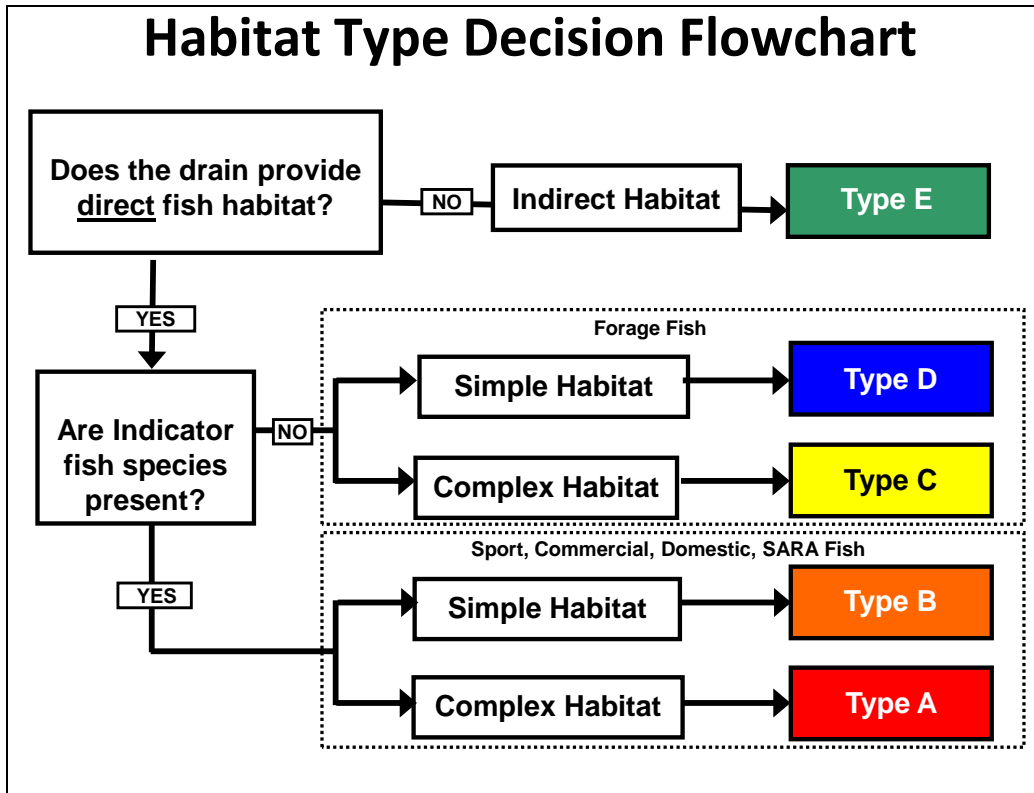 Habitat Type Decision Flowchart
Does the drain provide
direct fish habitat?
NO
Indirect Habitat
Type E
YES
Forage Fish
Are Indicator
fish species
present?
NO
Simple Habitat
Type D
Complex Habitat
Type C
Sport, Commercial, Domestic, SARA Fish
YES
Simple Habitat
Type B
Complex Habitat
Type A